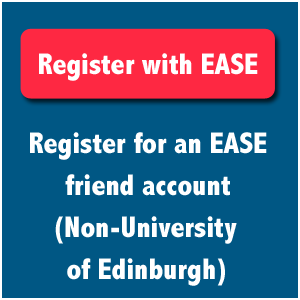 Register with EASE
Register for an EASE
friend account
(Non-University
of Edinburgh)